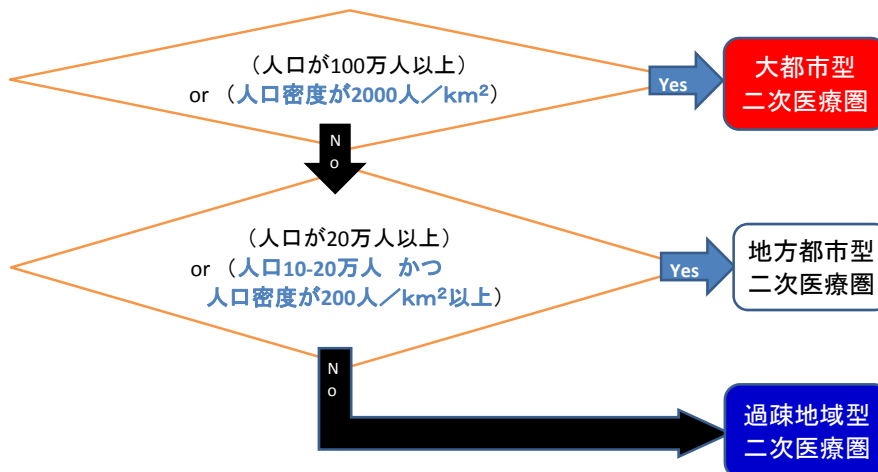 （人口が100万人以上）
or （人口密度が2000人／km²）
Yes
大都市型
二次医療圏
No
（人口が20万人以上）
or （人口10-20万人 かつ
人口密度が200人／km²以上）
Yes
地方都市型
二次医療圏
No
過疎地域型
二次医療圏